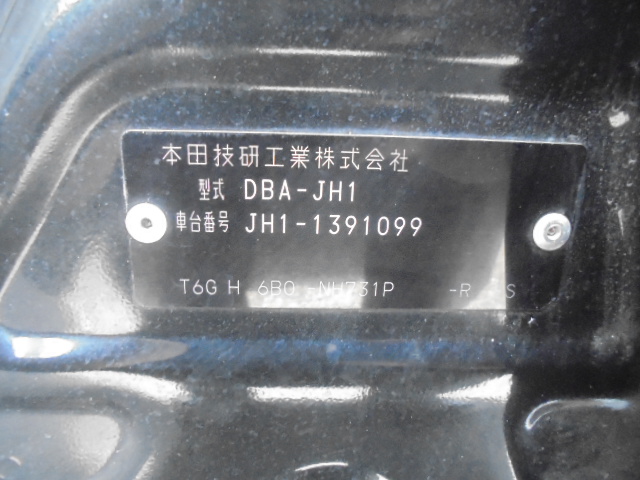 本田技研工業株式会社
型式 DBA-JH1
車台番号 JH1-1391099
T6G H 6BO -NH731P -R S